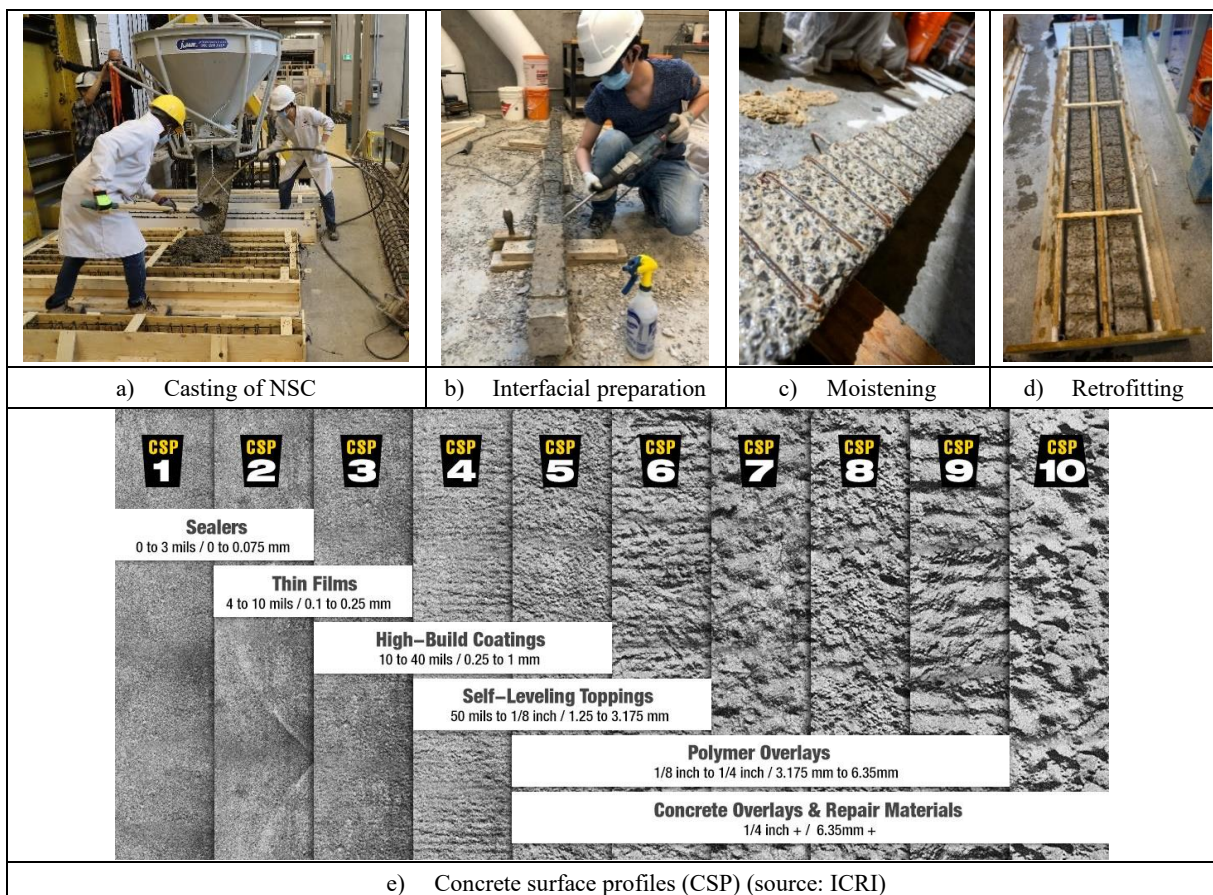 a) Casting of NSC
b) Interfacial preparation
c) Moistening
d) Retrofitting
CSP
1
CSP
2
CSP
3
CSP
4
CSP
5
CSP
6
CSP
7
CSP
8
CSP
9
CSP
10
Sealers
0 to 3 mils / 0 to 0.075 mm
Thin Films
4 to 10 mils / 0.1 to 0.25 mm
High–Build Coatings
10 to 40 mils / 0.25 to 1 mm
Self–Leveling Toppings
50 mils to 1/8 inch / 1.25 to 3.175 mm
Polymer Overlays
1/8 inch to 1/4 inch / 3.175 mm to 6.35mm
Concrete Overlays & Repair Materials
1/4 inch + / 6.35mm +
e) Concrete surface profiles (CSP) (source: ICRI)